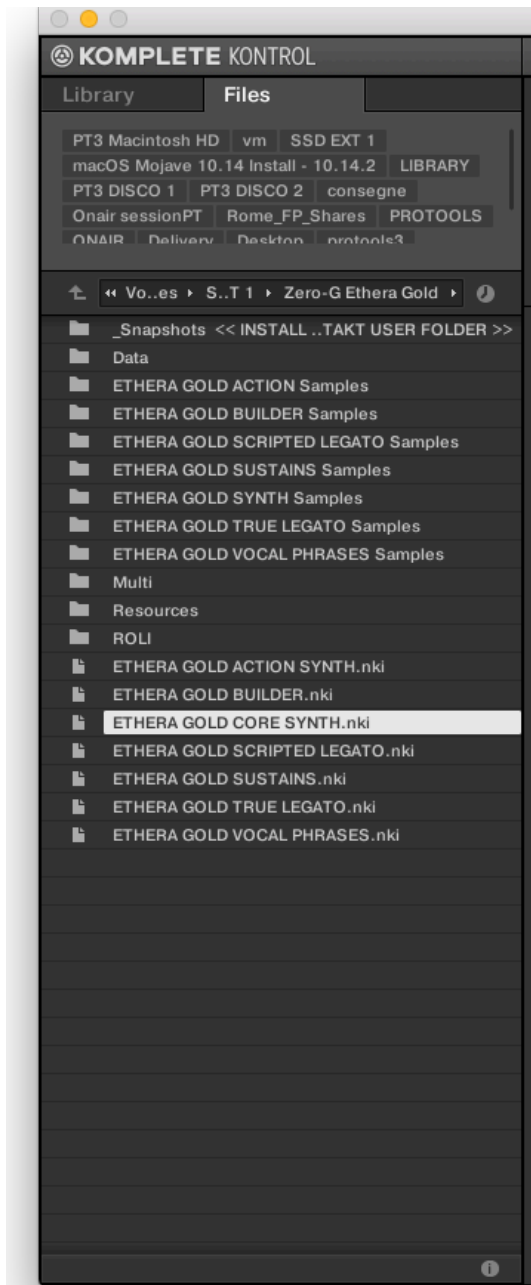 KOMPLETE KONTROL
Library Files
PT3 Macintosh HD vm SSD EXT 1
macOS Mojave 10.14 Install - 10.14.2 LIBRARY
PT3 DISCO 1 PT3 DISCO 2 consegne
Onair sessionPT Rome_FP_Shares PROTOOLS
ONAIR Delivery Desktop protools3
Vo..es S..T 1 Zero-G Ethera Gold
_Snapshots << INSTALL ..TAKT USER FOLDER >>
Data
ETHERA GOLD ACTION Samples
ETHERA GOLD BUILDER Samples
ETHERA GOLD SCRIPTED LEGATO Samples
ETHERA GOLD SUSTAINS Samples
ETHERA GOLD SYNTH Samples
ETHERA GOLD TRUE LEGATO Samples
ETHERA GOLD VOCAL PHRASES Samples
Multi
Resources
ROLI
ETHERA GOLD ACTION SYNTH.nki
ETHERA GOLD BUILDER.nki
ETHERA GOLD CORE SYNTH.nki
ETHERA GOLD SCRIPTED LEGATO.nki
ETHERA GOLD SUSTAINS.nki
ETHERA GOLD TRUE LEGATO.nki
ETHERA GOLD VOCAL PHRASES.nki